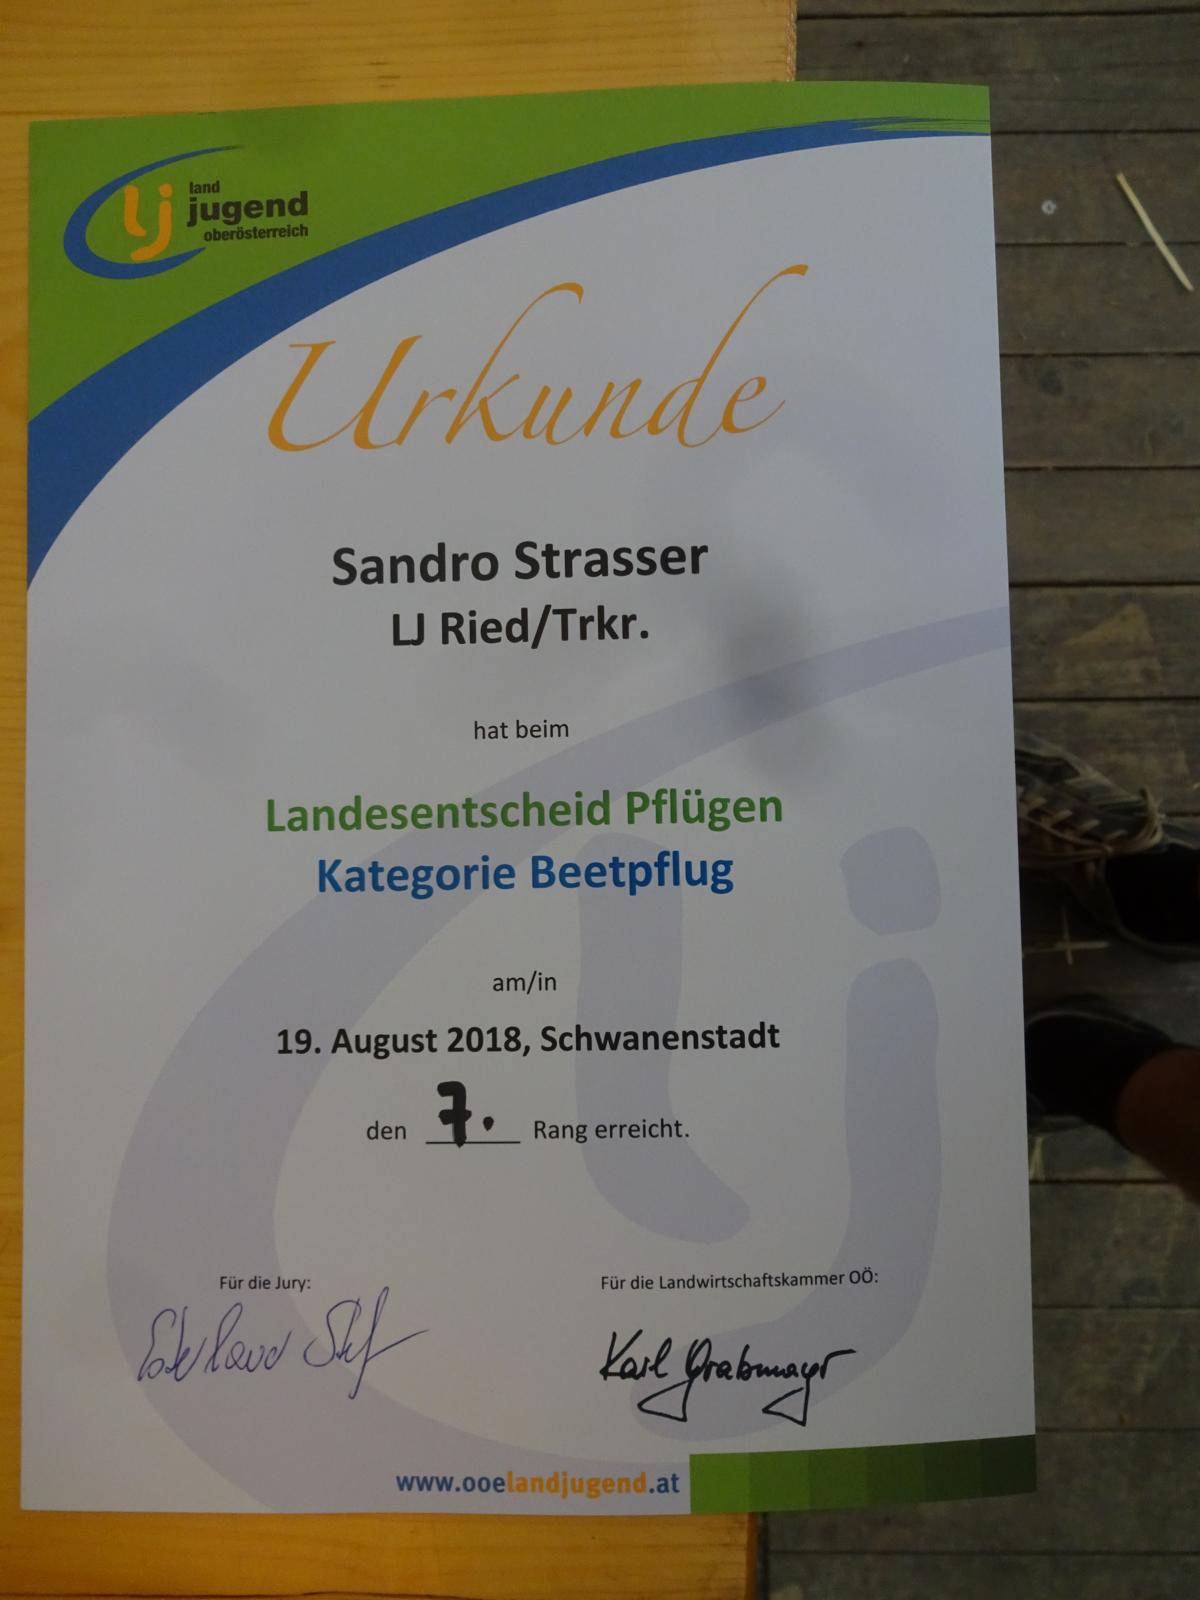 land
jugend
oberösterreich
Urkunde
Sandro Strasser
LJ Ried/Trkr.
hat beim
Landesentscheid Pflügen
Kategorie Beetpflug
am/in
19. August 2018, Schwanenstadt
den 7. Rang erreicht.
Für die Jury: Für die Landwirtschaftskammer OÖ:
Karl Grabmayr
www.ooelandjugend.at